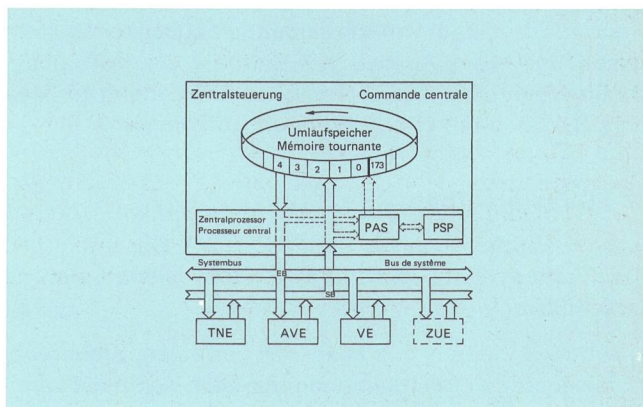 Zentralsteuerung Commande centrale
Umlaufspeicher
Mémoire tournante
4 3 2 1 0 173
Zentralprozessor
Processeur central
PAS PSP
Systembus Bus de système
EB
SB
TNE AVE VE ZUE